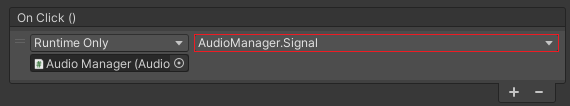 On Click ()
Runtime Only
AudioManager.Signal
Audio Manager (Audio